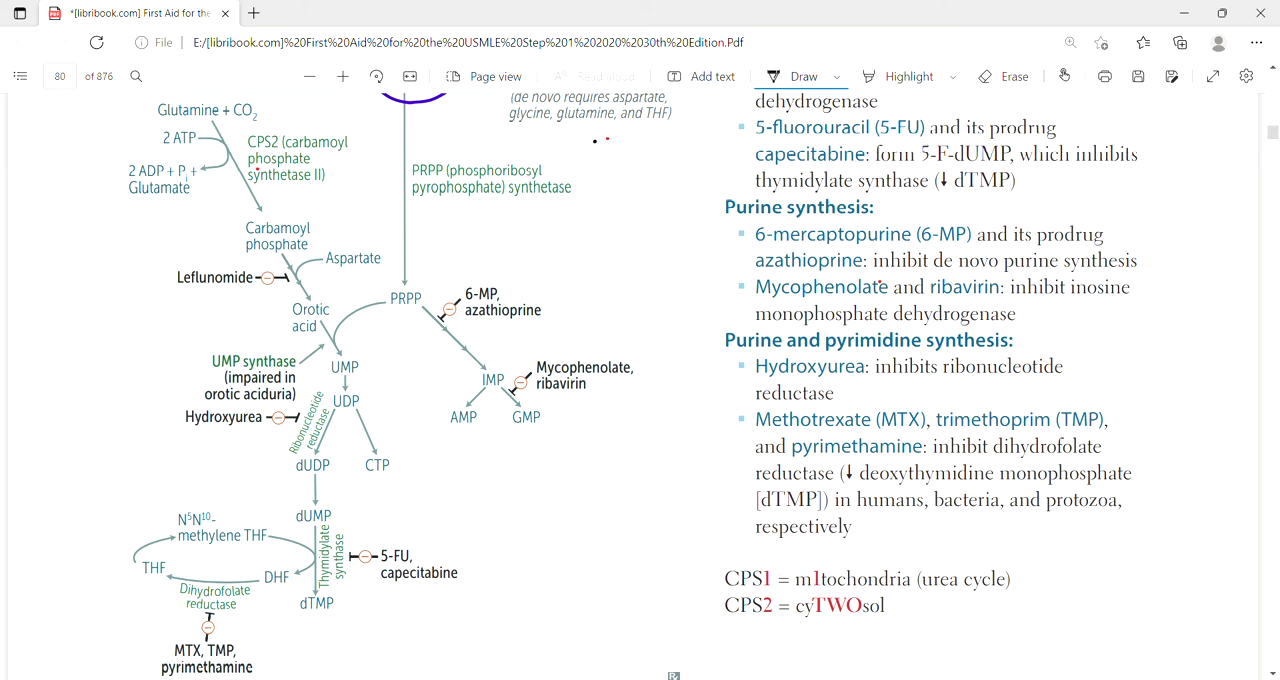 *[libribook.com] First Aid for the
File
E:/[libribook.com]%20First%20Aid%20for%20the%20USMLE%20Step%201%202020%2030th%20Edition.Pdf
80 of 876
Page view
Read aloud
Add text
Draw
Highlight
Erase
(de novo requires aspartate,
glycine, glutamine, and THF)
Glutamine + CO2
2 ATP
2 ADP + Pi +
Glutamate
CPS2 (carbamoyl
phosphate
synthetase II)
PRPP (phosphoribosyl
pyrophosphate) synthetase
Carbamoyl
phosphate
Aspartate
Leflunomide
Orotic
acid
PRPP
6-MP,
azathioprine
UMP synthase
(impaired in
orotic aciduria)
UMP
IMP
Mycophenolate,
ribavirin
Hydroxyurea
UDP
Ribonucleotide
reductase
AMP
GMP
dUDP
CTP
dUMP
N5N10-
methylene THF
Thymidylate
synthase
5-FU,
capecitabine
THF
DHF
Dihydrofolate
reductase
dTMP
MTX, TMP,
pyrimethamine
dehydrogenase
5-fluorouracil (5-FU) and its prodrug
capecitabine: form 5-F-dUMP, which inhibits
thymidylate synthase (↓ dTMP)
Purine synthesis:
6-mercaptopurine (6-MP) and its prodrug
azathioprine: inhibit de novo purine synthesis
Mycophenolate and ribavirin: inhibit inosine
monophosphate dehydrogenase
Purine and pyrimidine synthesis:
Hydroxyurea: inhibits ribonucleotide
reductase
Methotrexate (MTX), trimethoprim (TMP),
and pyrimethamine: inhibit dihydrofolate
reductase (↓ deoxythymidine monophosphate
[dTMP]) in humans, bacteria, and protozoa,
respectively
CPS1 = m1tochondria (urea cycle)
CPS2 = cyTWOsol